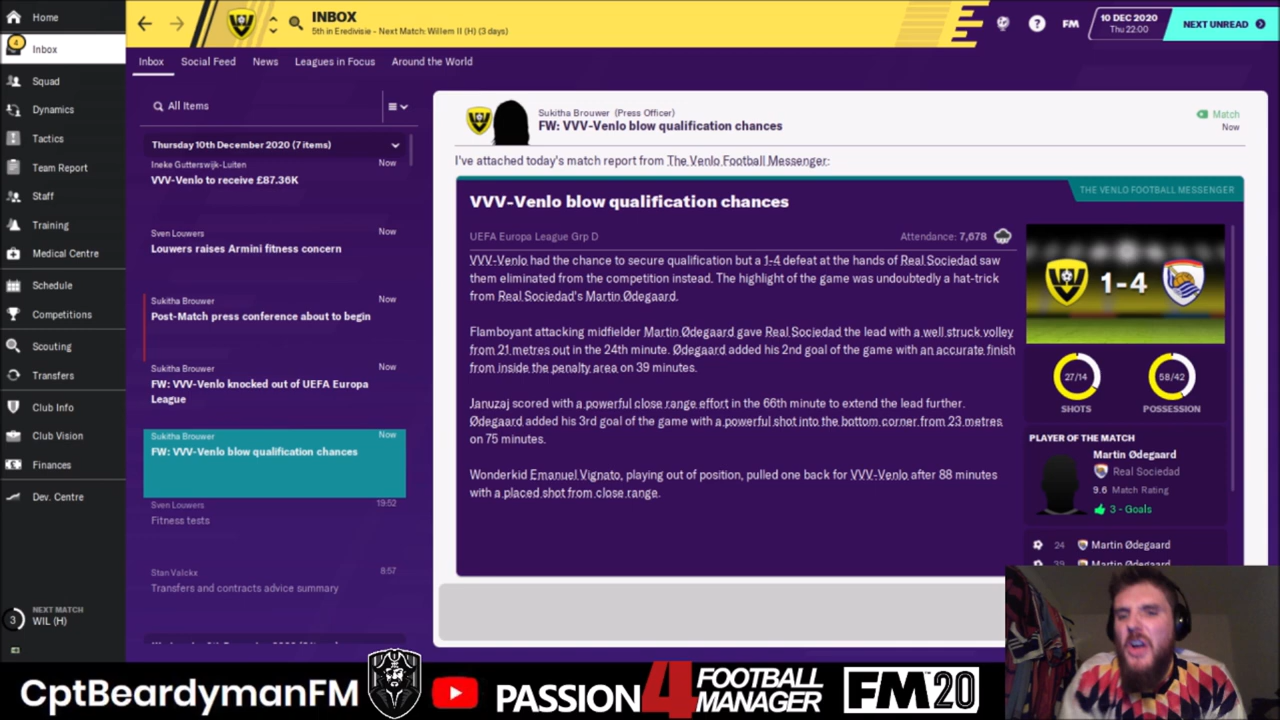 Home
INBOX
5th in Eredivisie - Next Match: Willem II (H) (3 days)
FM
10 DEC 2020
Thu 22:00
NEXT UNREAD
4
Inbox
Squad
Dynamics
Tactics
Team Report
Staff
Training
Medical Centre
Schedule
Competitions
Scouting
Transfers
Club Info
Club Vision
Finances
Dev. Centre
3
NEXT MATCH
WIL (H)
Inbox Social Feed News Leagues in Focus Around the World
All Items
Thursday 10th December 2020 (7 items)
Ineke Gutterswijk-Luiten Now
VVV-Venlo to receive £87.36K
Sven Louwers Now
Louwers raises Armini fitness concern
Sukitha Brouwer Now
Post-Match press conference about to begin
Sukitha Brouwer Now
FW: VVV-Venlo knocked out of UEFA Europa
League
Sukitha Brouwer Now
FW: VVV-Venlo blow qualification chances
Sven Louwers 19:52
Fitness tests
Stan Valckx 8:57
Transfers and contracts advice summary
Sukitha Brouwer (Press Officer)
FW: VVV-Venlo blow qualification chances
Match
Now
I've attached today's match report from The Venlo Football Messenger:
THE VENLO FOOTBALL MESSENGER
VVV-Venlo blow qualification chances
UEFA Europa League Grp D Attendance: 7,678
VVV-Venlo had the chance to secure qualification but a 1-4 defeat at the hands of Real Sociedad saw
them eliminated from the competition instead. The highlight of the game was undoubtedly a hat-trick
from Real Sociedad's Martin Ødegaard.
Flamboyant attacking midfielder Martin Ødegaard gave Real Sociedad the lead with a well struck volley
from 21 metres out in the 24th minute. Ødegaard added his 2nd goal of the game with an accurate finish
from inside the penalty area on 39 minutes.
Januzaj scored with a powerful close range effort in the 66th minute to extend the lead further.
Ødegaard added his 3rd goal of the game with a powerful shot into the bottom corner from 23 metres
on 75 minutes.
Wonderkid Emanuel Vignato, playing out of position, pulled one back for VVV-Venlo after 88 minutes
with a placed shot from close range.
1-4
27/14
58/42
SHOTS
POSSESSION
PLAYER OF THE MATCH
Martin Ødegaard
Real Sociedad
9.6 Match Rating
3 - Goals
24 Martin Ødegaard
39 Martin Ødegaard
CptBeardymanFM
PASSION 4 FOOTBALL
MANAGER
FM20